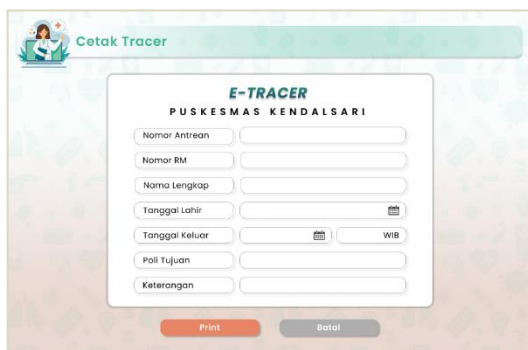 Cetak Tracer
E-TRACER
PUSKESMAS KENDALSARI
Nomor Antrean
Nomor RM
Nama Lengkap
Tanggal Lahir
Tanggal Keluar WIB
Poli Tujuan
Keterangan
Print Batal